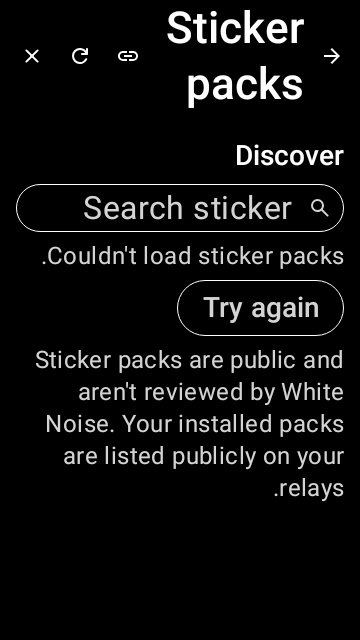 Sticker
packs
Discover
Search sticker
.Couldn't load sticker packs
Try again
Sticker packs are public and
aren't reviewed by White
Noise. Your installed packs
are listed publicly on your
.relays